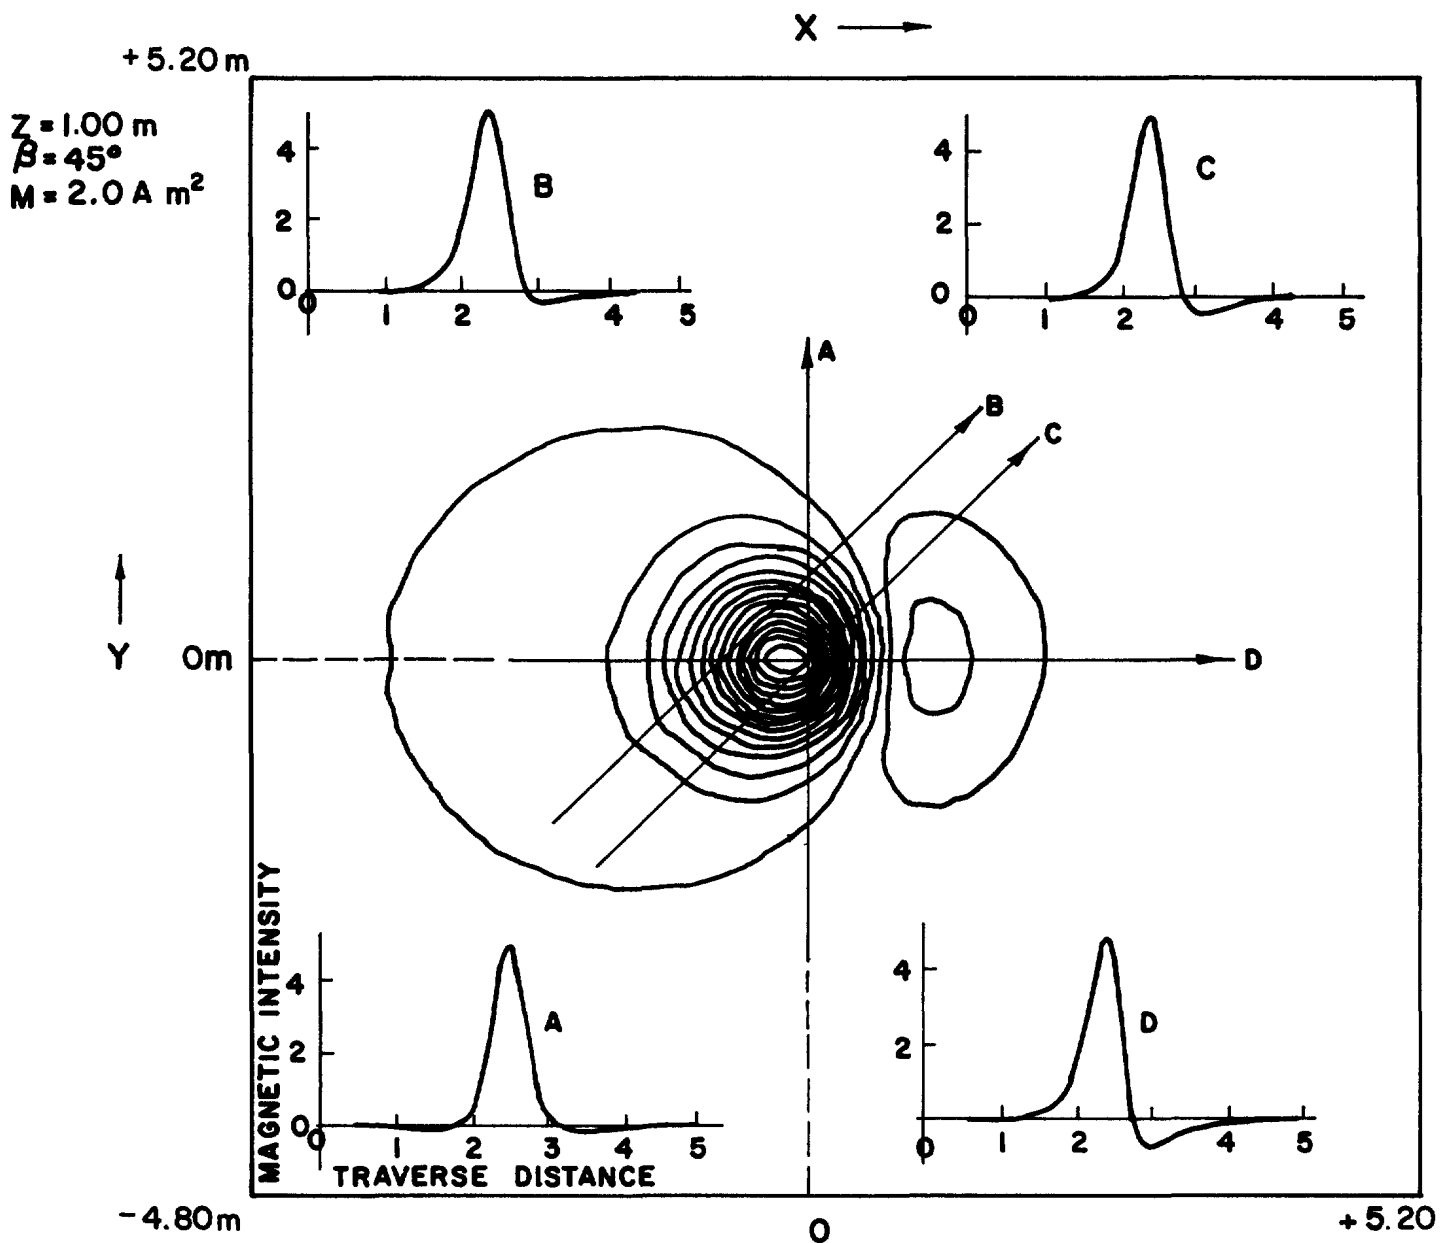 X
+5.20 m
Z = 1.00 m
β = 45°
M = 2.0 A m²
4
2
0
0 1 2 4 5
B
4
2
0
0 1 2 4 5
C
A
B
C
Y
0m
D
MAGNETIC INTENSITY
4
2
0
0 1 2 3 4 5
A
TRAVERSE DISTANCE
4
2
0 1 2 4 5
D
-4.80m
0
+5.20